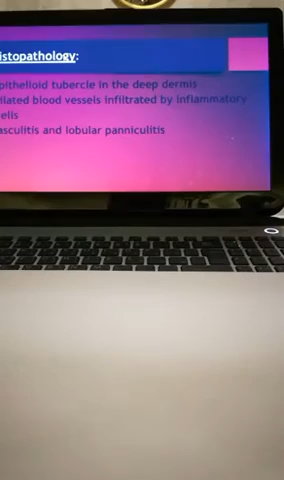 istopathology:
pithelioid tubercle in the deep dermis
ilated blood vessels infiltrated by inflammatory
ells
asculitis and lobular panniculitis